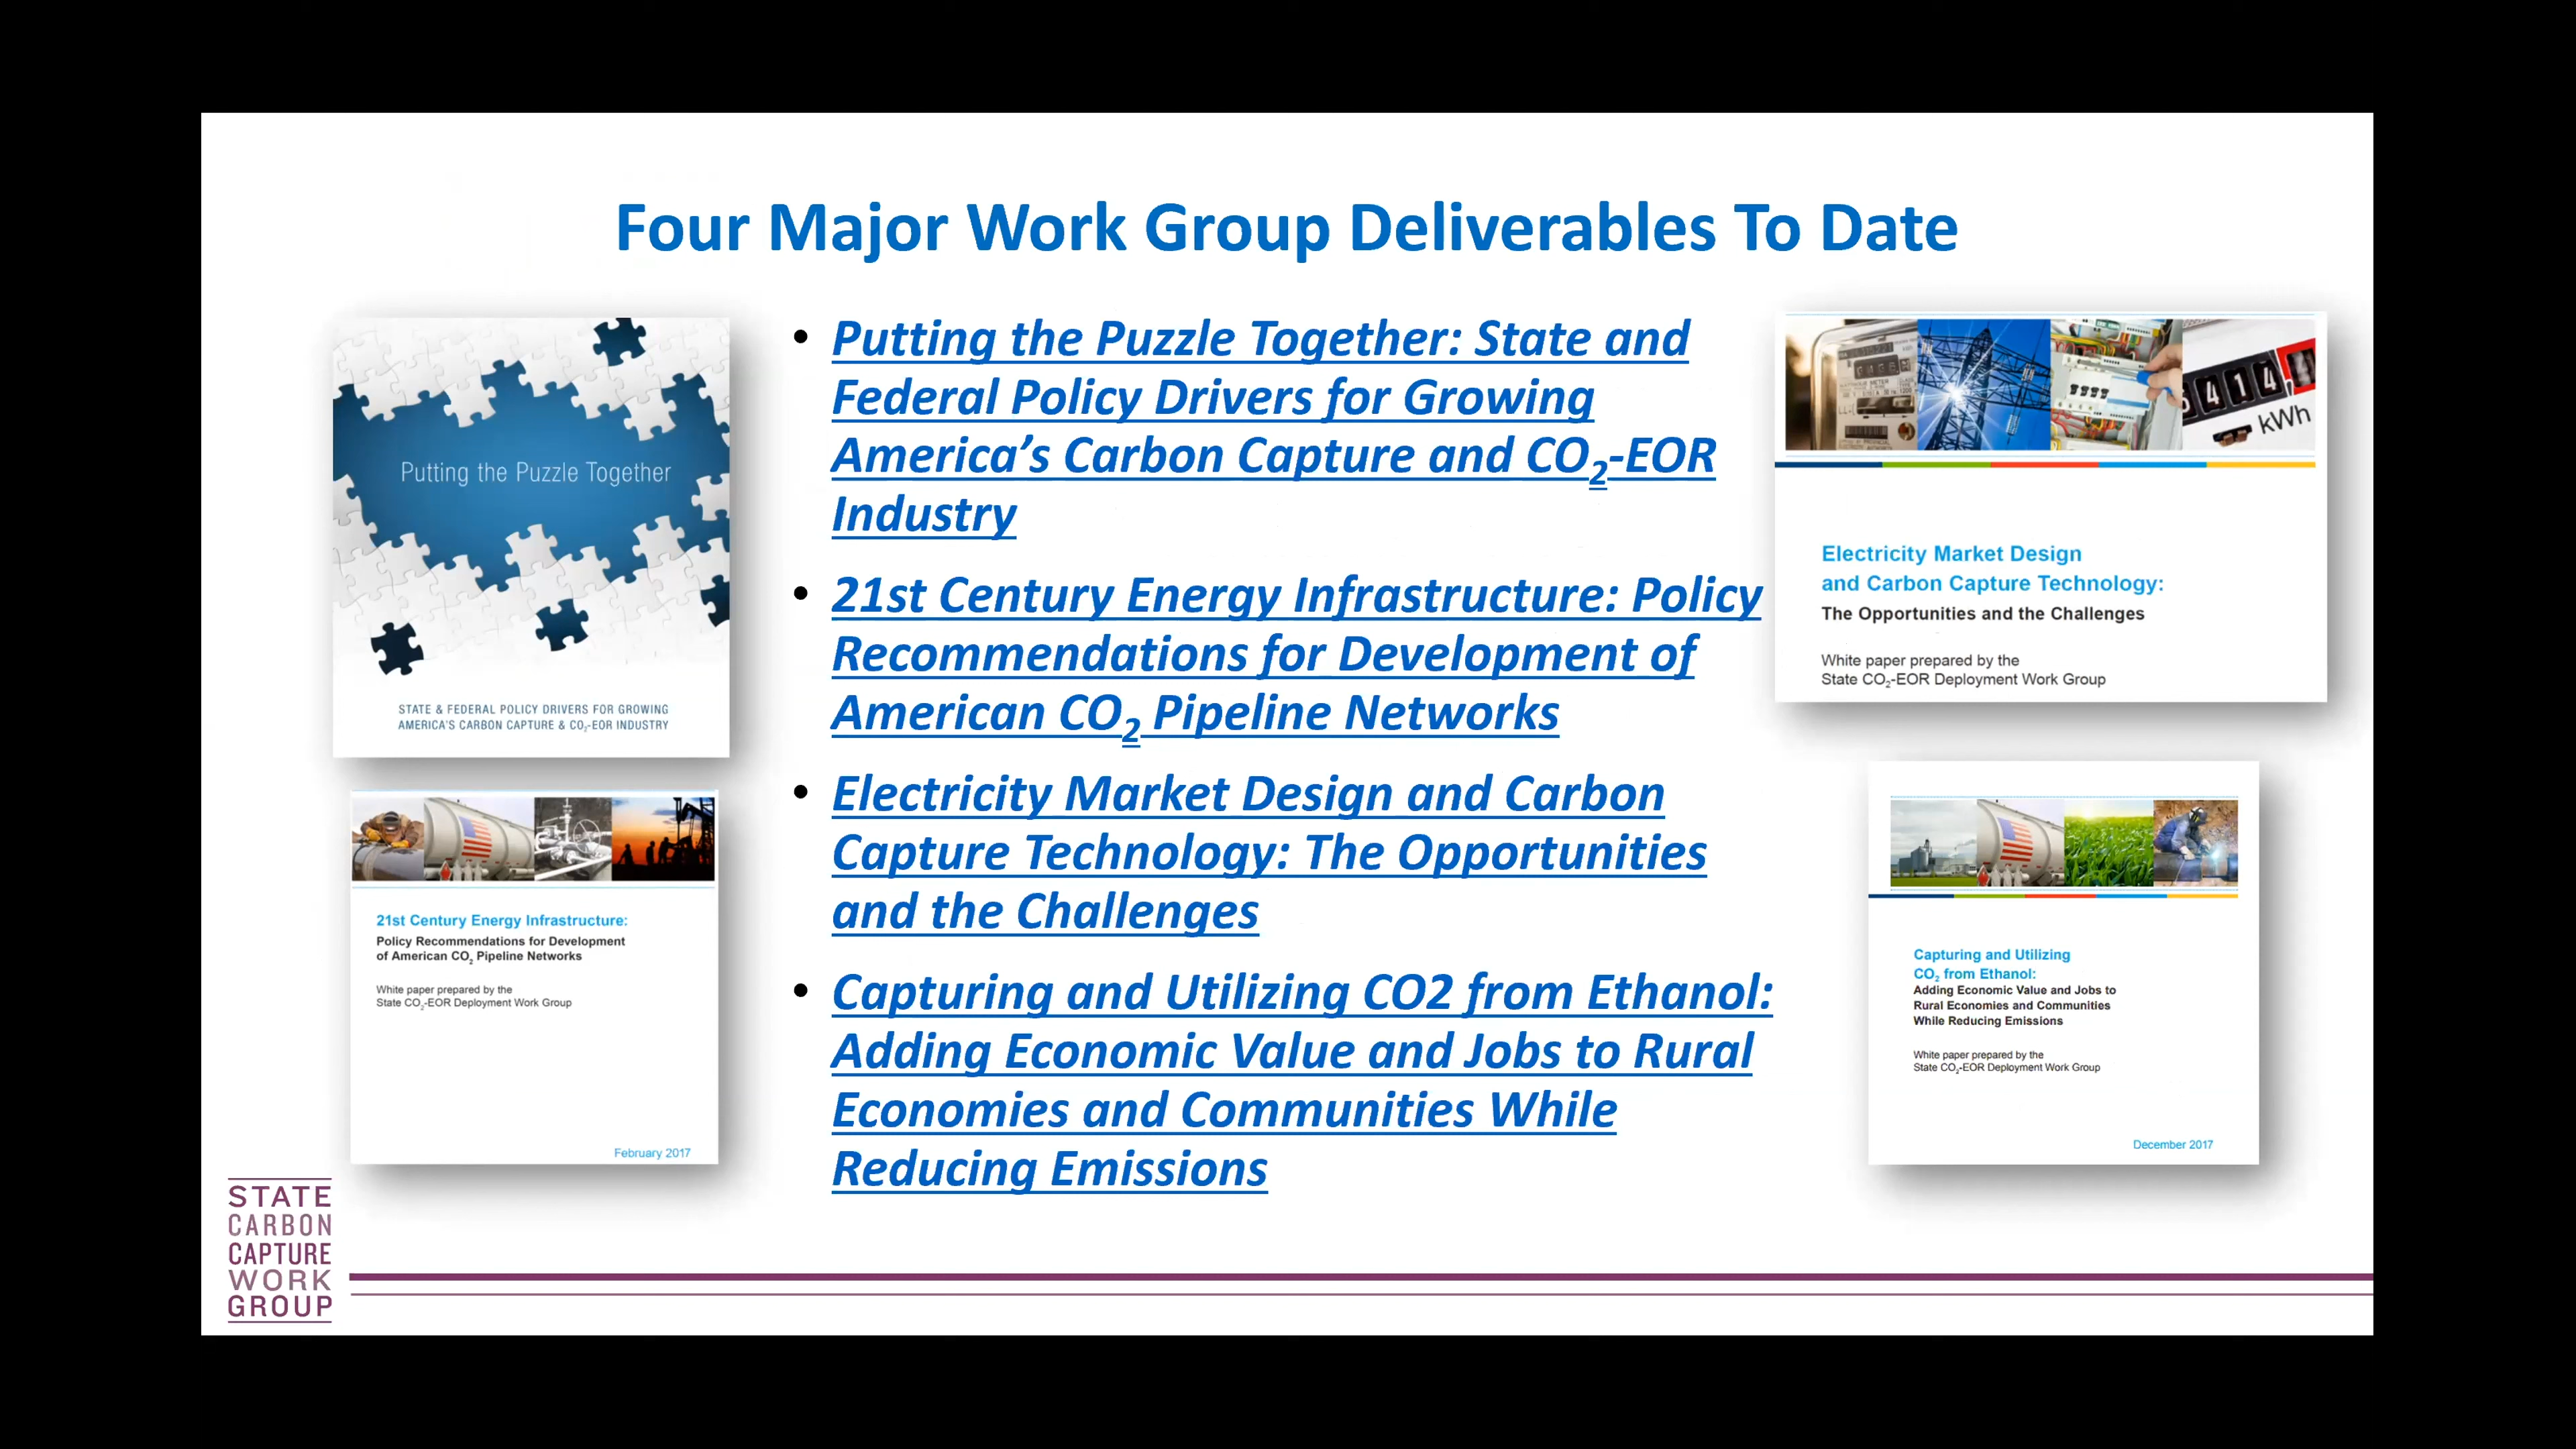 Four Major Work Group Deliverables To Date
Putting the Puzzle Together
STATE & FEDERAL POLICY DRIVERS FOR GROWING
AMERICA'S CARBON CAPTURE & CO₂-EOR INDUSTRY
21st Century Energy Infrastructure:
Policy Recommendations for Development
of American CO₂ Pipeline Networks
White paper prepared by the
State CO₂-EOR Deployment Work Group
February 2017
• Putting the Puzzle Together: State and
Federal Policy Drivers for Growing
America’s Carbon Capture and CO₂-EOR
Industry
• 21st Century Energy Infrastructure: Policy
Recommendations for Development of
American CO₂ Pipeline Networks
• Electricity Market Design and Carbon
Capture Technology: The Opportunities
and the Challenges
• Capturing and Utilizing CO2 from Ethanol:
Adding Economic Value and Jobs to Rural
Economies and Communities While
Reducing Emissions
414
kWh
Electricity Market Design
and Carbon Capture Technology:
The Opportunities and the Challenges
White paper prepared by the
State CO₂-EOR Deployment Work Group
Capturing and Utilizing
CO₂ from Ethanol:
Adding Economic Value and Jobs to
Rural Economies and Communities
While Reducing Emissions
White paper prepared by the
State CO₂-EOR Deployment Work Group
December 2017
STATE
CARBON
CAPTURE
WORK
GROUP